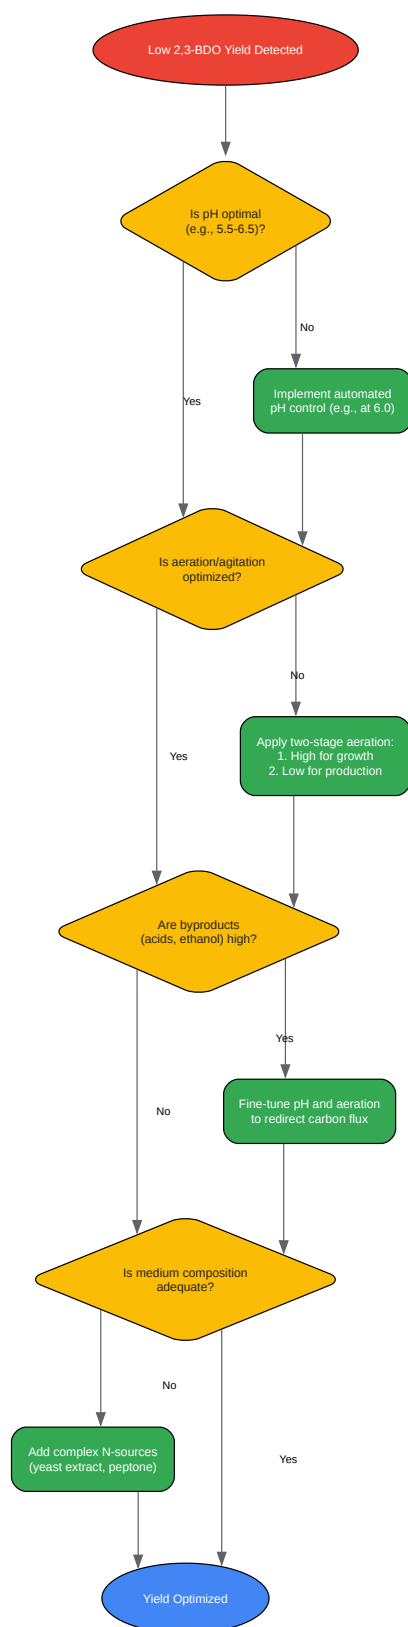 Low 2,3-BDO Yield Detected
Is pH optimal
(e.g., 5.5-6.5)?
No
Implement automated
pH control (e.g., at 6.0)
Yes
Is aeration/agitation
optimized?
No
Apply two-stage aeration:
1. High for growth
2. Low for production
Yes
Are byproducts
(acids, ethanol) high?
Yes
Fine-tune pH and aeration
to redirect carbon flux
No
Is medium composition
adequate?
No
Add complex N-sources
(yeast extract, peptone)
Yes
Yield Optimized